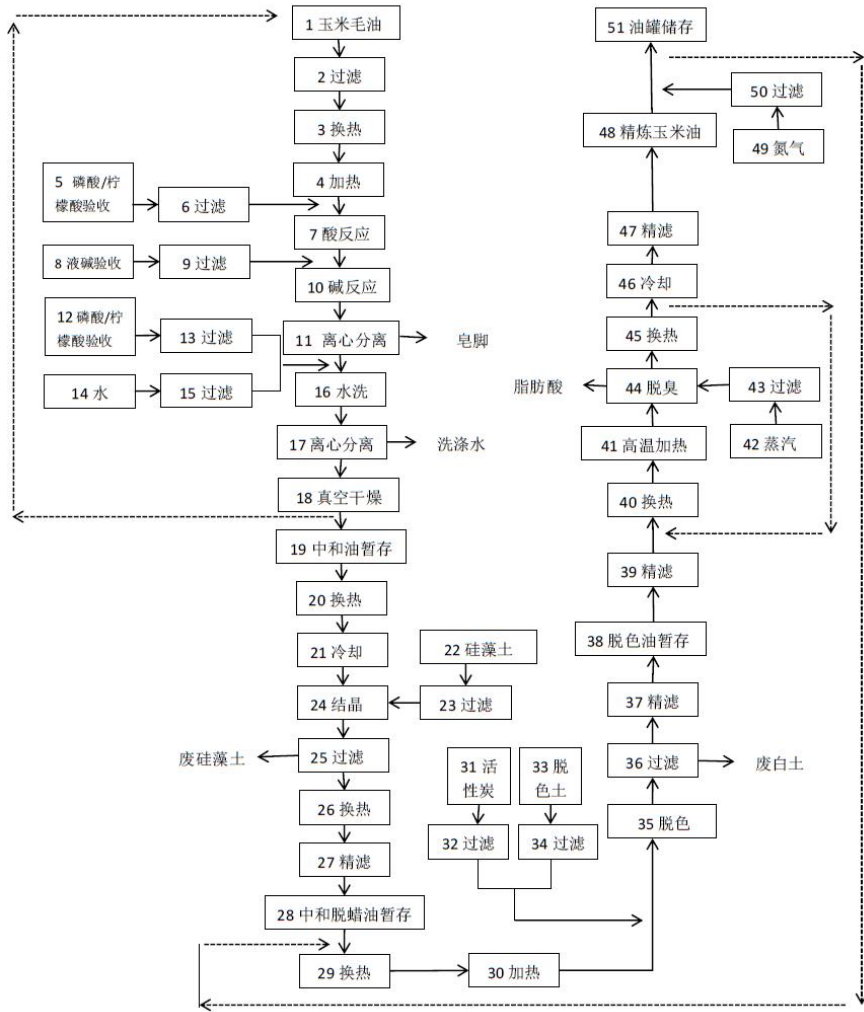 1 玉米毛油
2 过滤
3 换热
4 加热
5 磷酸/柠
檬酸验收
6 过滤
7 酸反应
8 液碱验收
9 过滤
10 碱反应
11 离心分离
皂脚
12 磷酸/柠
檬酸验收
13 过滤
14 水
15 过滤
16 水洗
17 离心分离
洗涤水
18 真空干燥
19 中和油暂存
20 换热
21 冷却
22 硅藻土
23 过滤
24 结晶
25 过滤
废硅藻土
26 换热
27 精滤
28 中和脱蜡油暂存
29 换热
30 加热
31 活
性炭
32 过滤
33 脱
色土
34 过滤
35 脱色
36 过滤
废白土
37 精滤
38 脱色油暂存
39 精滤
40 换热
41 高温加热
42 蒸汽
43 过滤
44 脱臭
脂肪酸
45 换热
46 冷却
47 精滤
48 精炼玉米油
49 氮气
50 过滤
51 油罐储存